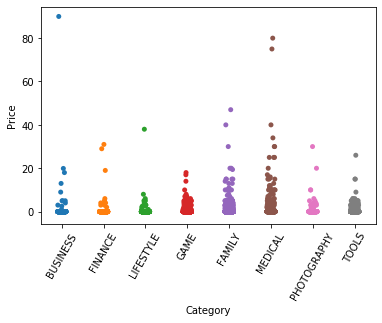 80
60
40
20
0
Price
BUSINESS
FINANCE
LIFESTYLE
GAME
FAMILY
MEDICAL
PHOTOGRAPHY
TOOLS
Category